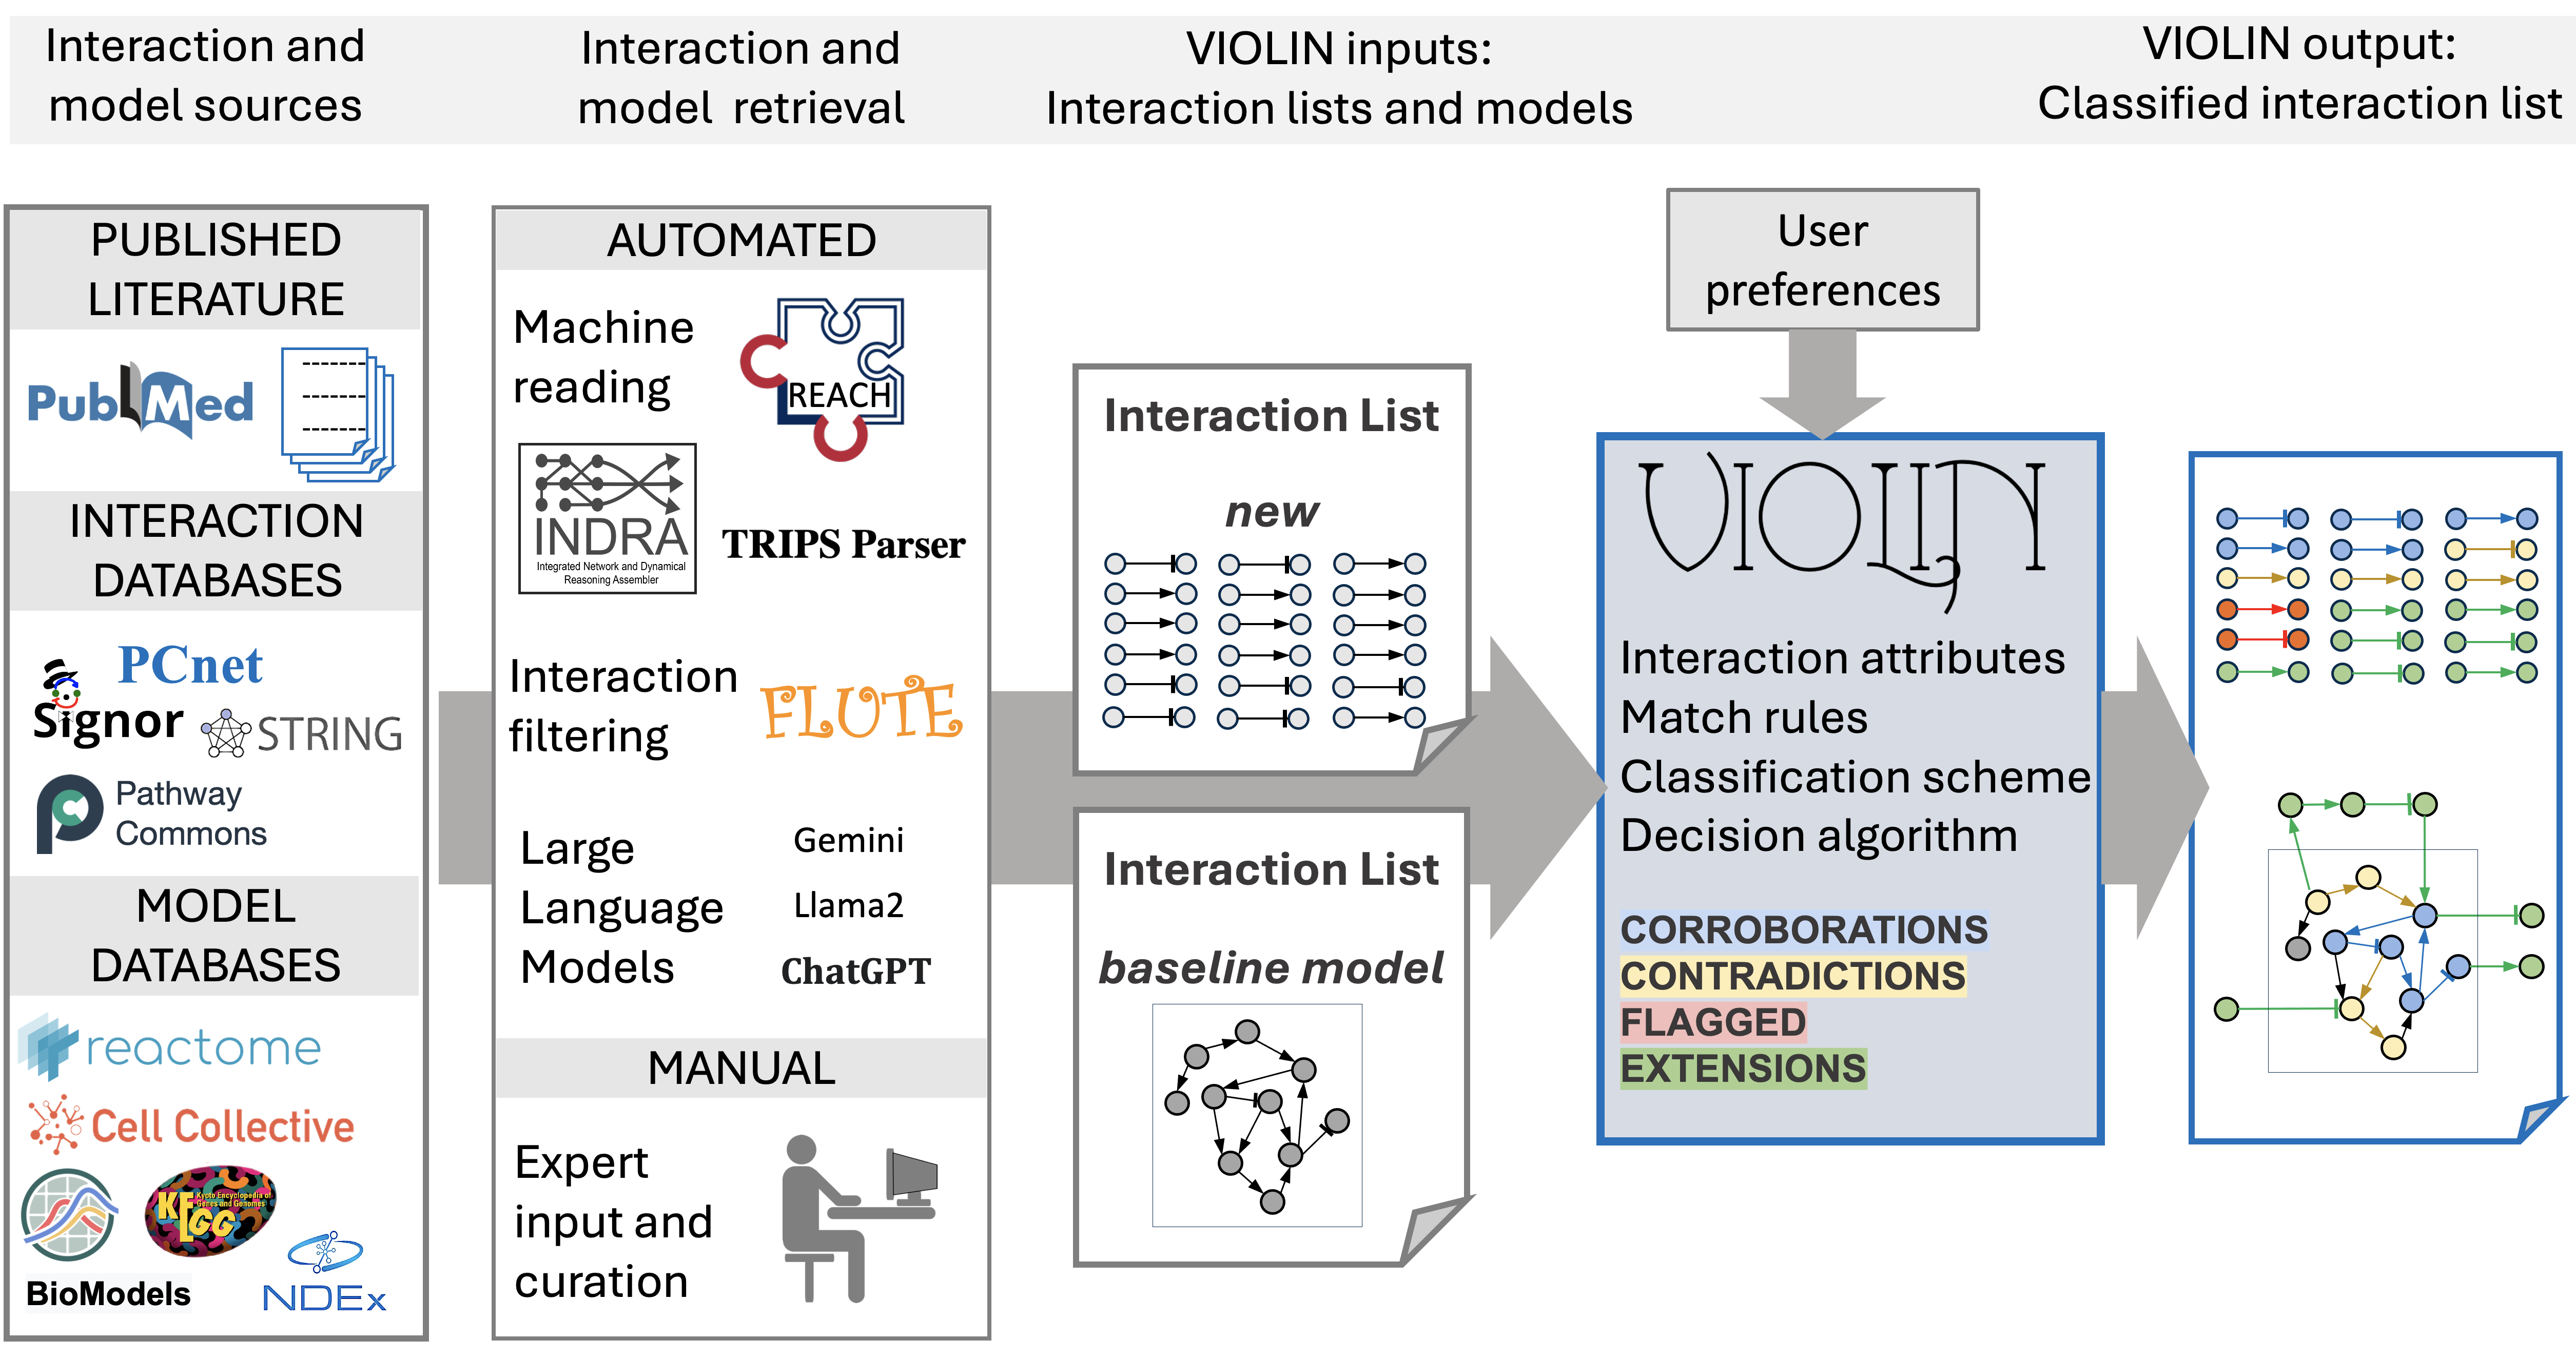 Interaction and
model sources
Interaction and
model retrieval
VIOLIN inputs:
Interaction lists and models
VIOLIN output:
Classified interaction list
PUBLISHED
LITERATURE
PubMed
INTERACTION
DATABASES
PCnet
Signor
STRING
Pathway
Commons
MODEL
DATABASES
reactome
Cell Collective
KEGG
Kyoto Encyclopedia of
Genes and Genomes
BioModels
NDEx
AUTOMATED
Machine
reading
REACH
INDRA
Integrated Network and Dynamical
Reasoning Assembler
TRIPS Parser
Interaction
filtering
FLUTE
Large
Language
Models
Gemini
Llama2
ChatGPT
MANUAL
Expert
input and
curation
Interaction List
new
Interaction List
baseline model
User
preferences
VIOLIN
Interaction attributes
Match rules
Classification scheme
Decision algorithm
CORROBORATIONS
CONTRADICTIONS
FLAGGED
EXTENSIONS